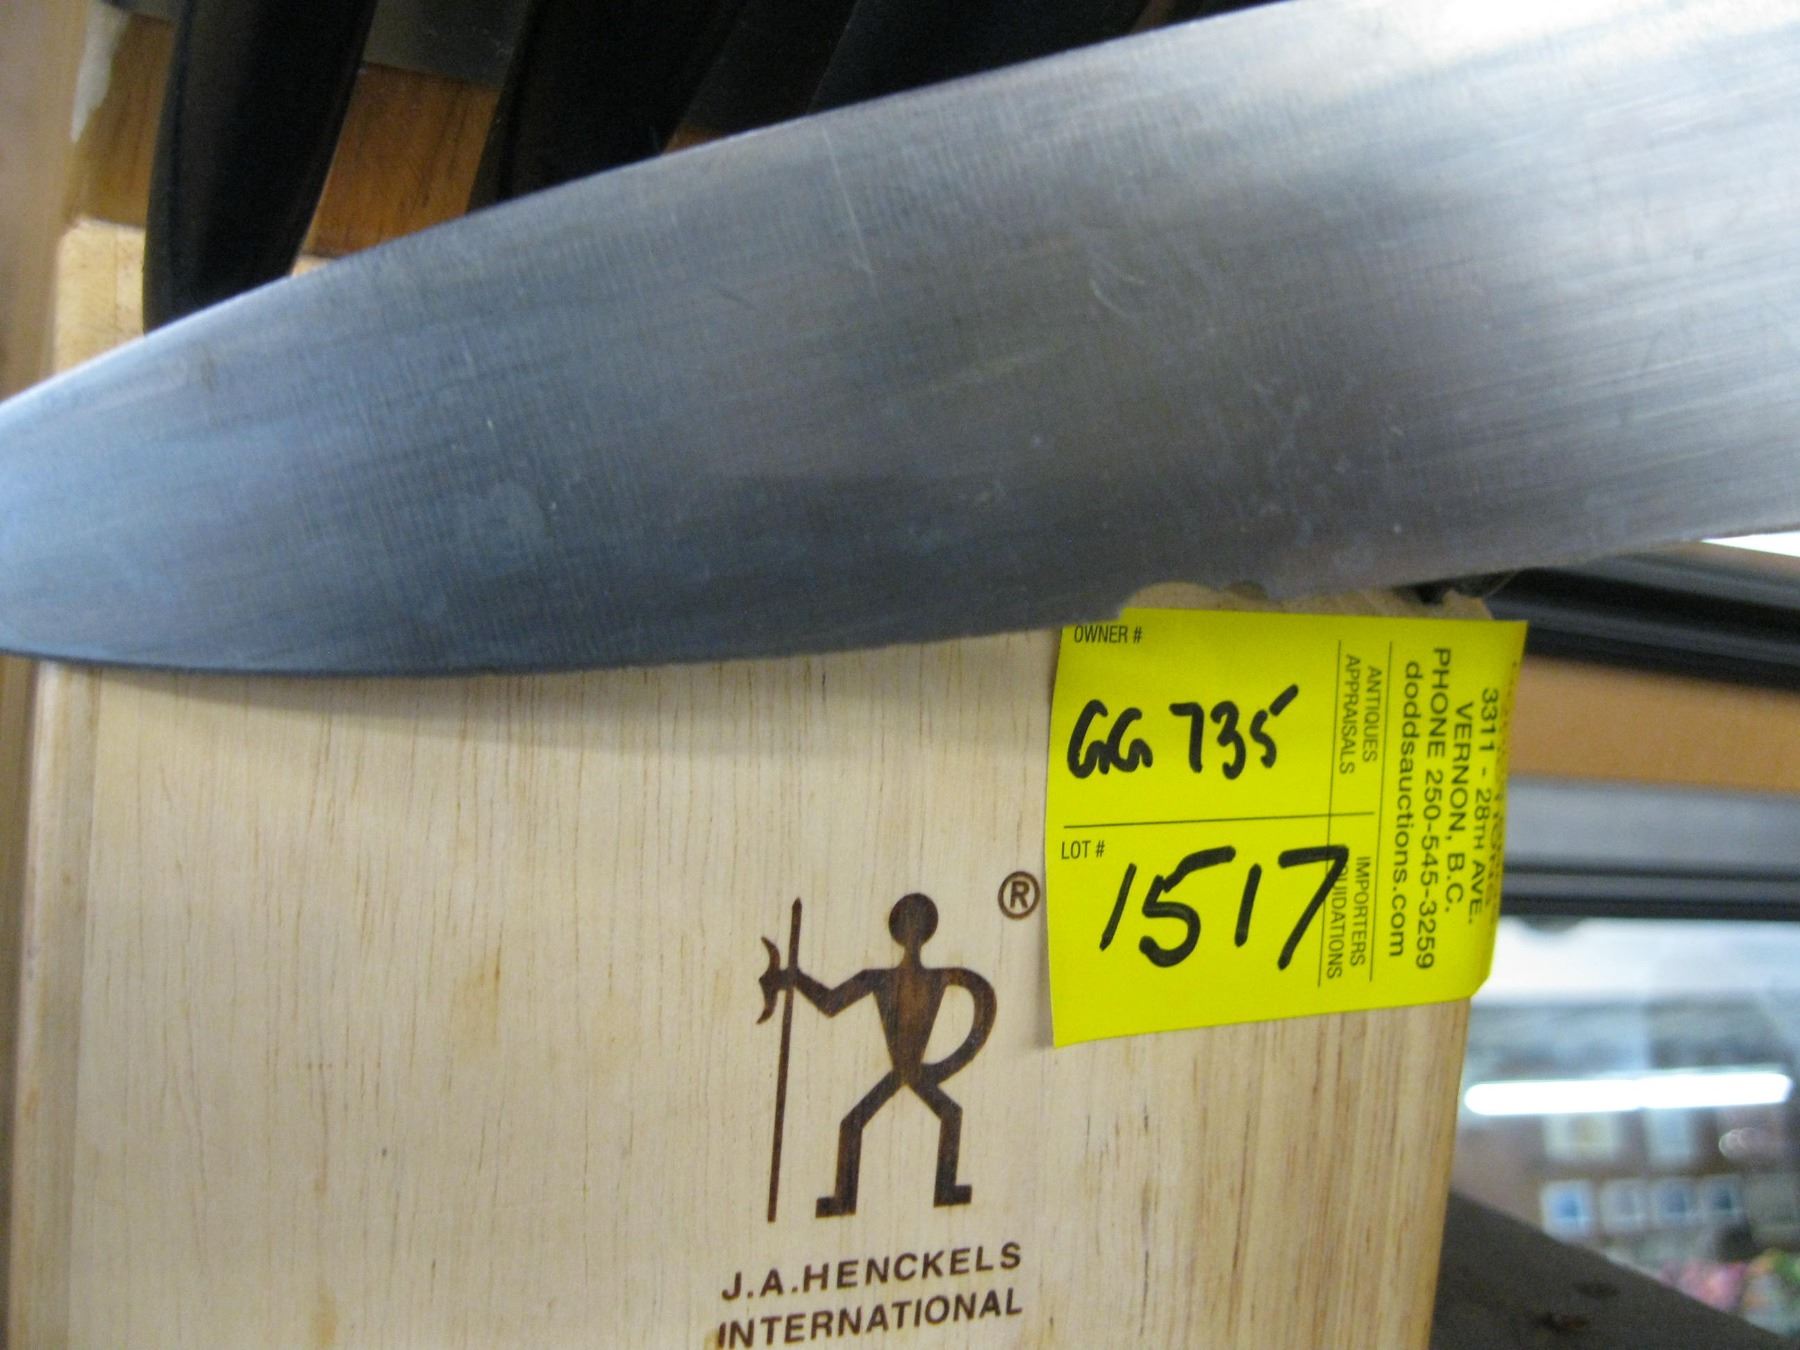 OWNER #
GG 735
LOT #
1517
ANTIQUES
APPRAISALS
IMPORTERS
3311 - 28TH AVE.
VERNON, B.C.
PHONE 250-545-3259
doddsauctions.com
®
J.A.HENCKELS
INTERNATIONAL